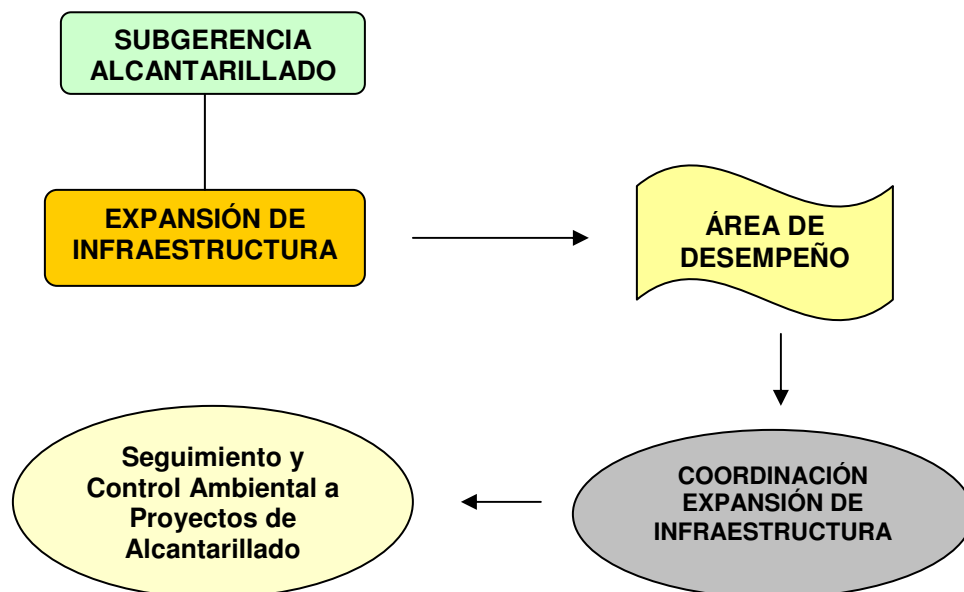 SUBGERENCIA
ALCANTARILLADO
EXPANSIÓN DE
INFRAESTRUCTURA
ÁREA DE
DESEMPEÑO
COORDINACIÓN
EXPANSIÓN DE
INFRAESTRUCTURA
Seguimiento y
Control Ambiental a
Proyectos de
Alcantarillado